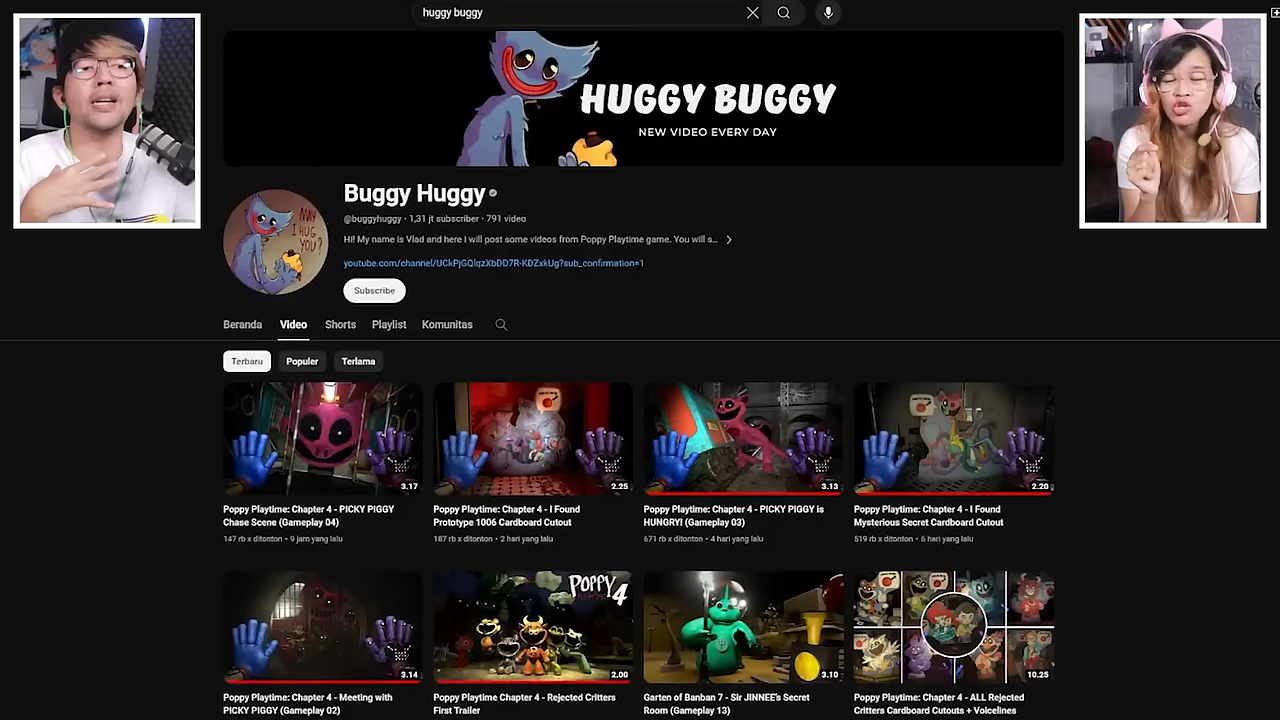 huggy buggy
HUGGY BUGGY
NEW VIDEO EVERY DAY
MAY
I HUG
YOU?
Buggy Huggy
@buggyhuggy · 1,31 jt subscriber · 791 video
Hi! My name is Vlad and here I will post some videos from Poppy Playtime game. You will s...
youtube.com/channel/UCkPjGQlqzXbDD7R-KDZxkUg?sub_confirmation=1
Subscribe
Beranda Video Shorts Playlist Komunitas
Terbaru Populer Terlama
3.17 2.25 3.13 2.20
Poppy Playtime: Chapter 4 - PICKY PIGGY
Chase Scene (Gameplay 04)
147 rb x ditonton · 9 jam yang lalu
Poppy Playtime: Chapter 4 - I Found
Prototype 1006 Cardboard Cutout
187 rb x ditonton · 2 hari yang lalu
Poppy Playtime: Chapter 4 - PICKY PIGGY is
HUNGRY! (Gameplay 03)
671 rb x ditonton · 4 hari yang lalu
Poppy Playtime: Chapter 4 - I Found
Mysterious Secret Cardboard Cutout
519 rb x ditonton · 6 hari yang lalu
POPPY 4
3.14 2.00 3.10 10.25
Poppy Playtime: Chapter 4 - Meeting with
PICKY PIGGY (Gameplay 02)
Poppy Playtime Chapter 4 - Rejected Critters
First Trailer
Garten of Banban 7 - Sir JINNEE's Secret
Room (Gameplay 13)
Poppy Playtime: Chapter 4 - ALL Rejected
Critters Cardboard Cutouts + Voicelines